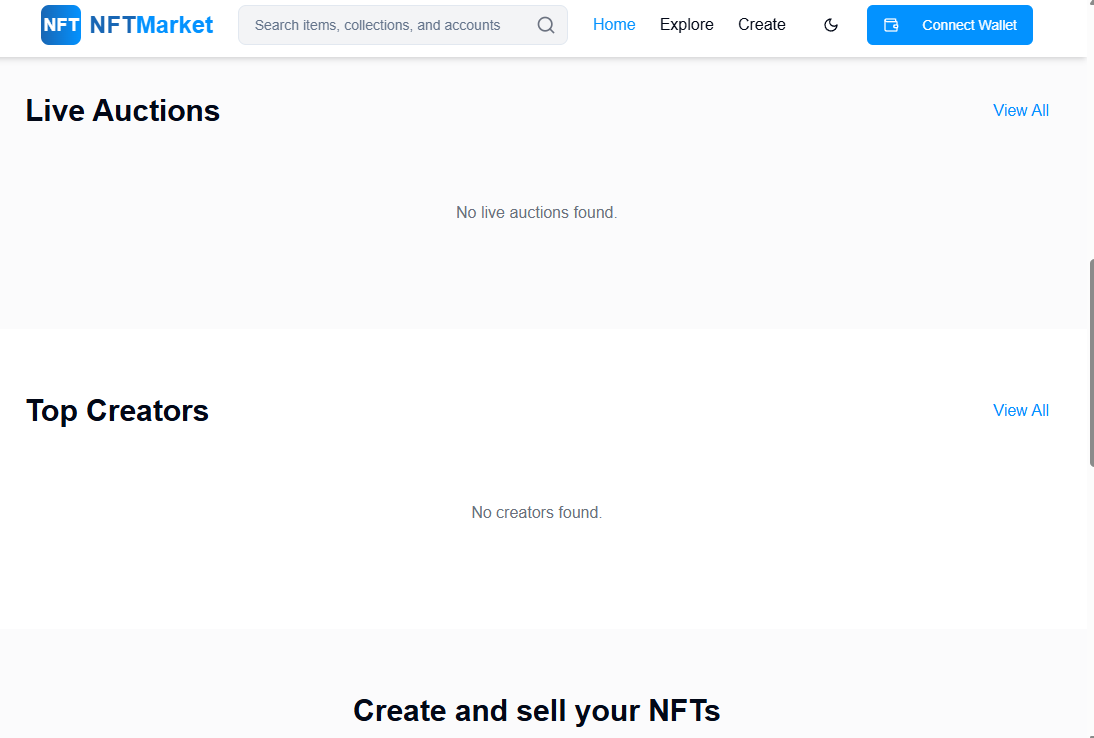 NFT NFTMarket Search items, collections, and accounts Home Explore Create Connect Wallet
Live Auctions View All
No live auctions found.
Top Creators View All
No creators found.
Create and sell your NFTs